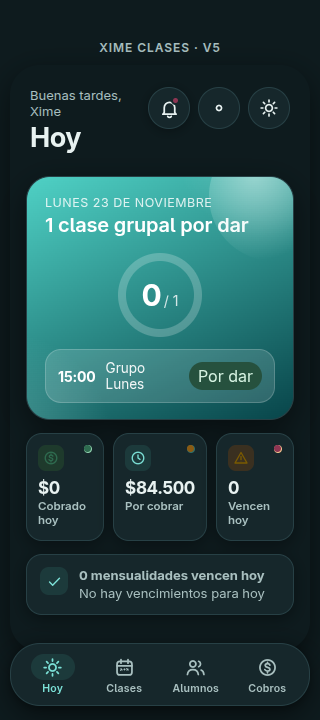 XIME CLASES · V5
Buenas tardes,
Xime
Hoy
LUNES 23 DE NOVIEMBRE
1 clase grupal por dar
0 / 1
15:00 Grupo
Lunes
Por dar
$0
Cobrado
hoy
$84.500
Por cobrar
0
Vencen
hoy
0 mensualidades vencen hoy
No hay vencimientos para hoy
Hoy Clases Alumnos Cobros